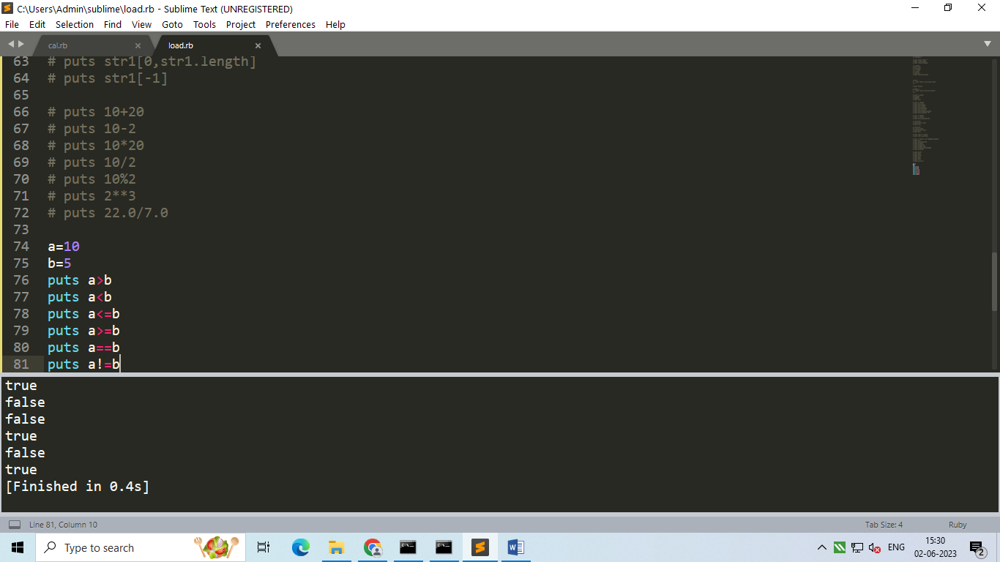 C:\Users\Admin\sublime\load.rb - Sublime Text (UNREGISTERED)
File Edit Selection Find View Goto Tools Project Preferences Help
cal.rb load.rb
63 # puts str1[0,str1.length]
64 # puts str1[-1]
65
66 # puts 10+20
67 # puts 10-2
68 # puts 10*20
69 # puts 10/2
70 # puts 10%2
71 # puts 2**3
72 # puts 22.0/7.0
73
74 a=10
75 b=5
76 puts a>b
77 puts a<b
78 puts a<=b
79 puts a>=b
80 puts a==b
81 puts a!=b
true
false
false
true
false
true
[Finished in 0.4s]
Line 81, Column 10 Tab Size: 4 Ruby
Type to search ENG 15:30
02-06-2023 2